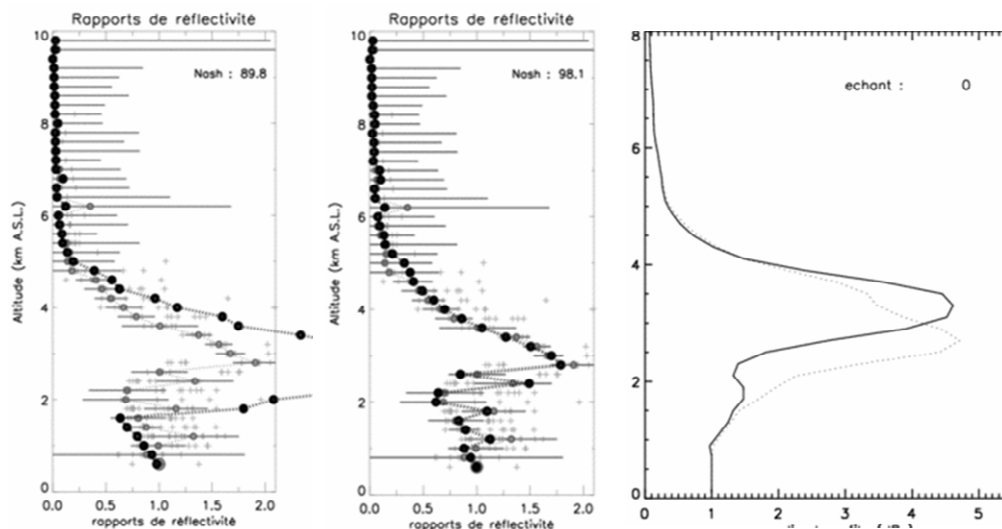 Rapports de réflectivité
Nash : 89.8
Altitude (km A.S.L.)
10
8
6
4
2
0
0.0 0.5 1.0 1.5 2.0
rapports de réflectivité
Rapports de réflectivité
Nash : 98.1
Altitude (km A.S.L.)
10
8
6
4
2
0
0.0 0.5 1.0 1.5 2.0
rapports de réflectivité
echant : 0
8
6
4
2
0
0 1 2 3 4 5